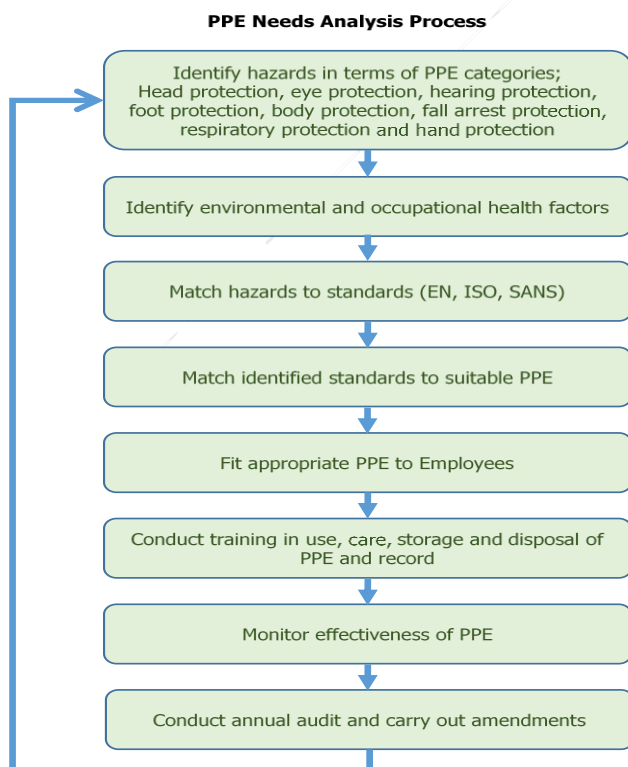 PPE Needs Analysis Process
Identify hazards in terms of PPE categories;
Head protection, eye protection, hearing protection,
foot protection, body protection, fall arrest protection,
respiratory protection and hand protection
Identify environmental and occupational health factors
Match hazards to standards (EN, ISO, SANS)
Match identified standards to suitable PPE
Fit appropriate PPE to Employees
Conduct training in use, care, storage and disposal of
PPE and record
Monitor effectiveness of PPE
Conduct annual audit and carry out amendments